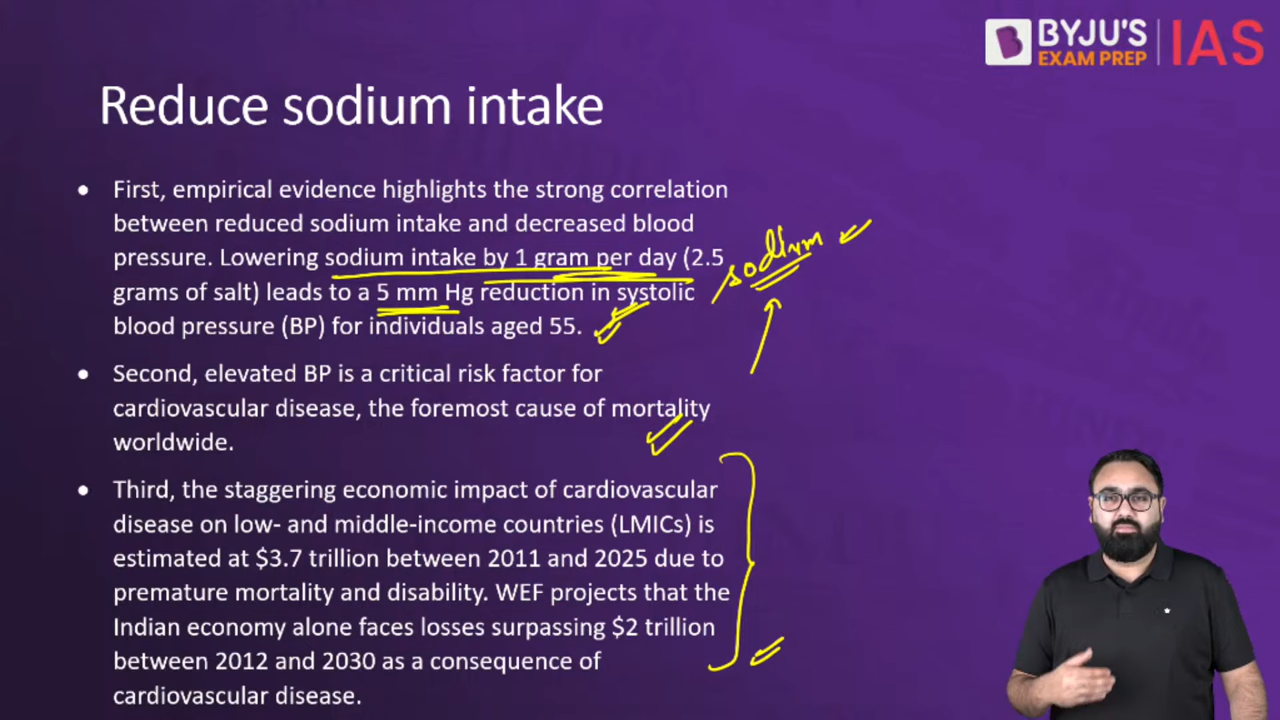 BYJU'S
EXAM PREP
IAS
Reduce sodium intake
• First, empirical evidence highlights the strong correlation
between reduced sodium intake and decreased blood
pressure. Lowering sodium intake by 1 gram per day (2.5
grams of salt) leads to a 5 mm Hg reduction in systolic
blood pressure (BP) for individuals aged 55.
sodium
• Second, elevated BP is a critical risk factor for
cardiovascular disease, the foremost cause of mortality
worldwide.
• Third, the staggering economic impact of cardiovascular
disease on low- and middle-income countries (LMICs) is
estimated at $3.7 trillion between 2011 and 2025 due to
premature mortality and disability. WEF projects that the
Indian economy alone faces losses surpassing $2 trillion
between 2012 and 2030 as a consequence of
cardiovascular disease.